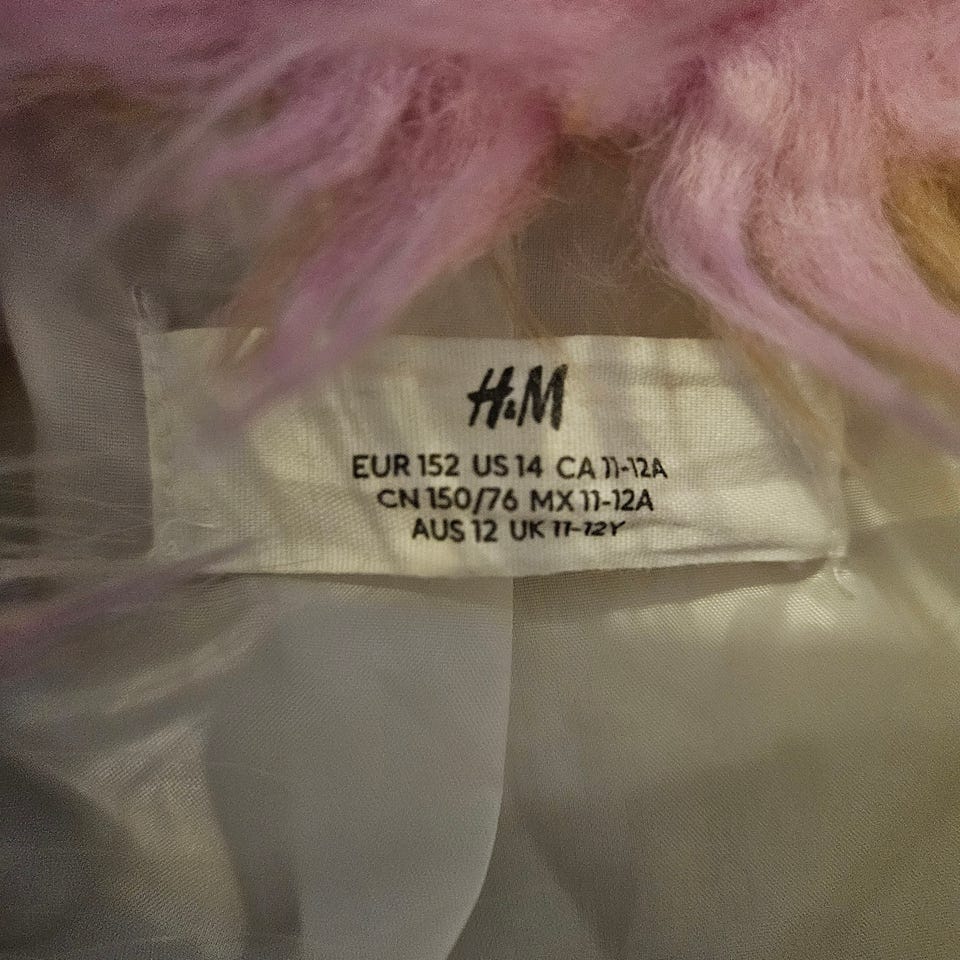 H&M
EUR 152 US 14 CA 11-12A
CN 150/76 MX 11-12A
AUS 12 UK 11-12Y